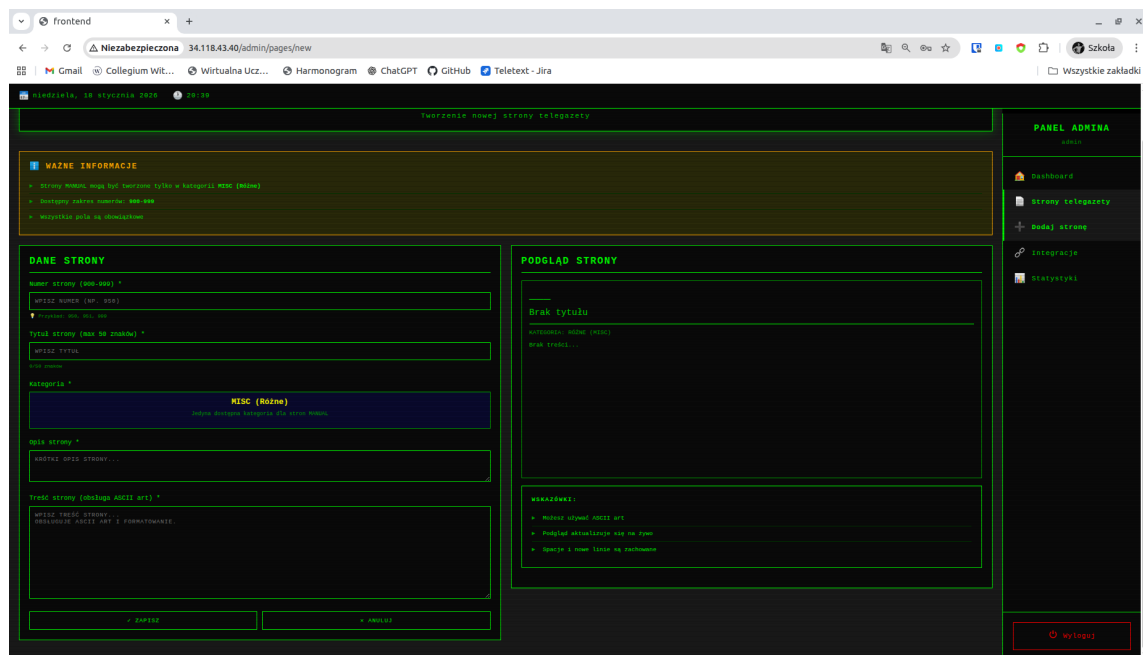 frontend
Niezabezpieczona 34.118.43.40/admin/pages/new
Szkoła
Gmail
Collegium Wit...
Wirtualna Ucz...
Harmonogram
ChatGPT
GitHub
Teletext - Jira
Wszystkie zakładki
niedziela, 18 stycznia 2026
20:39
Tworzenie nowej strony telegazety
WAŻNE INFORMACJE
Strony MANUAL mogą być tworzone tylko w kategorii MISC (Różne)
Dostępny zakres numerów: 900-999
Wszystkie pola są obowiązkowe
DANE STRONY
Numer strony (900-999) *
WPISZ NUMER (NP. 950)
Tytuł strony (max 50 znaków) *
WPISZ TYTUŁ
0/50 znaków
Kategoria *
MISC (Różne)
Jedyna dostępna kategoria dla stron MANUAL
Opis strony *
KRÓTKI OPIS STRONY...
Treść strony (obsługa ASCII art) *
WPISZ TREŚĆ STRONY...
OBSŁUGUJE ASCII ART I FORMATOWANIE.
✓ ZAPISZ
✕ ANULUJ
PODGLĄD STRONY
Brak tytułu
KATEGORIA: RÓŻNE (MISC)
Brak treści...
WSKAZÓWKI:
Możesz używać ASCII art
Podgląd aktualizuje się na żywo
Spacje i nowe linie są zachowane
PANEL ADMINA
admin
Dashboard
Strony telegazety
Dodaj stronę
Integracje
Statystyki
Wyloguj